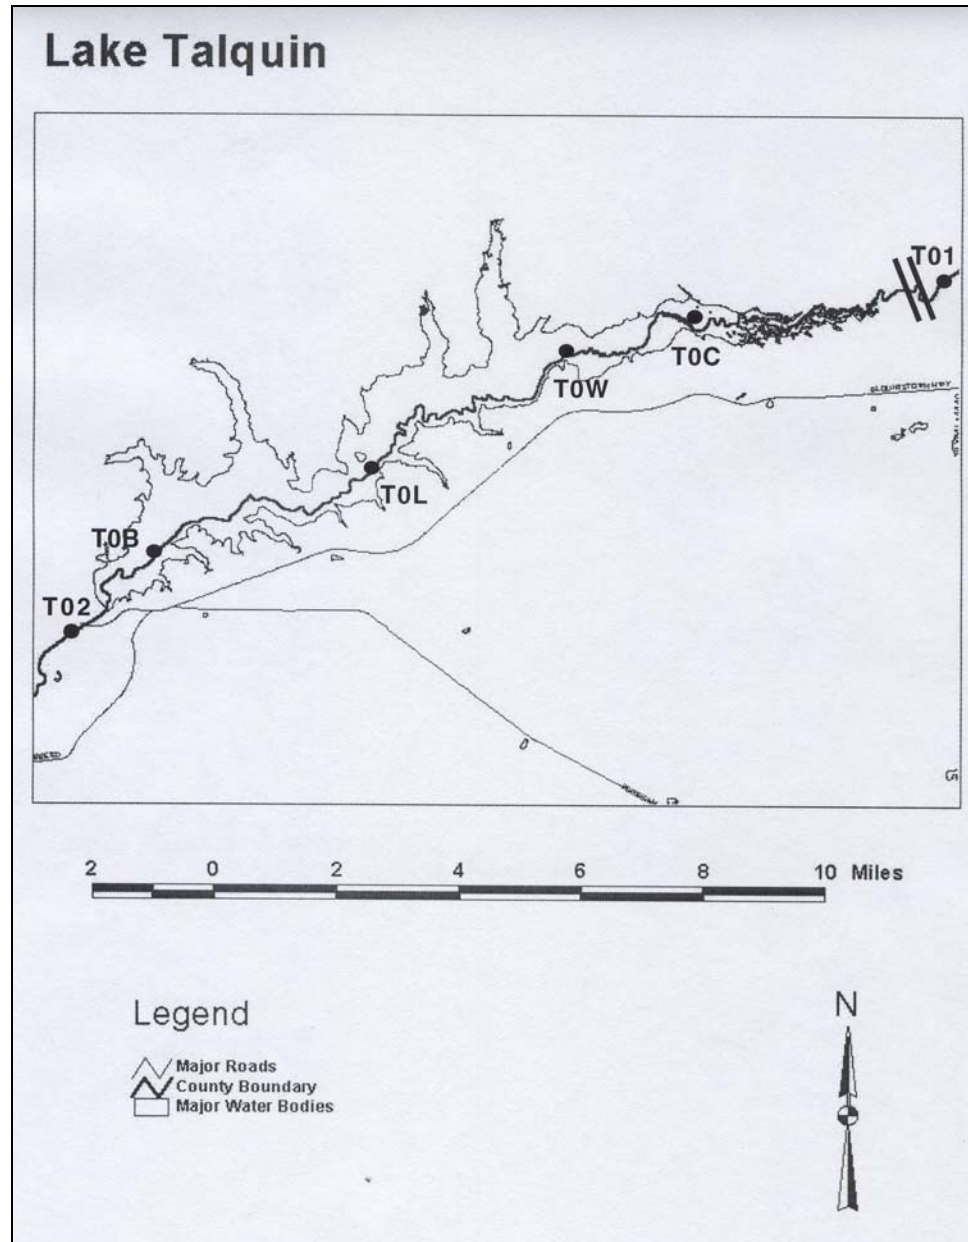 Lake Talquin
T01
T0C
T0W
T0L
T0B
T02
2 0 2 4 6 8 10 Miles
Legend
Major Roads
County Boundary
Major Water Bodies
N